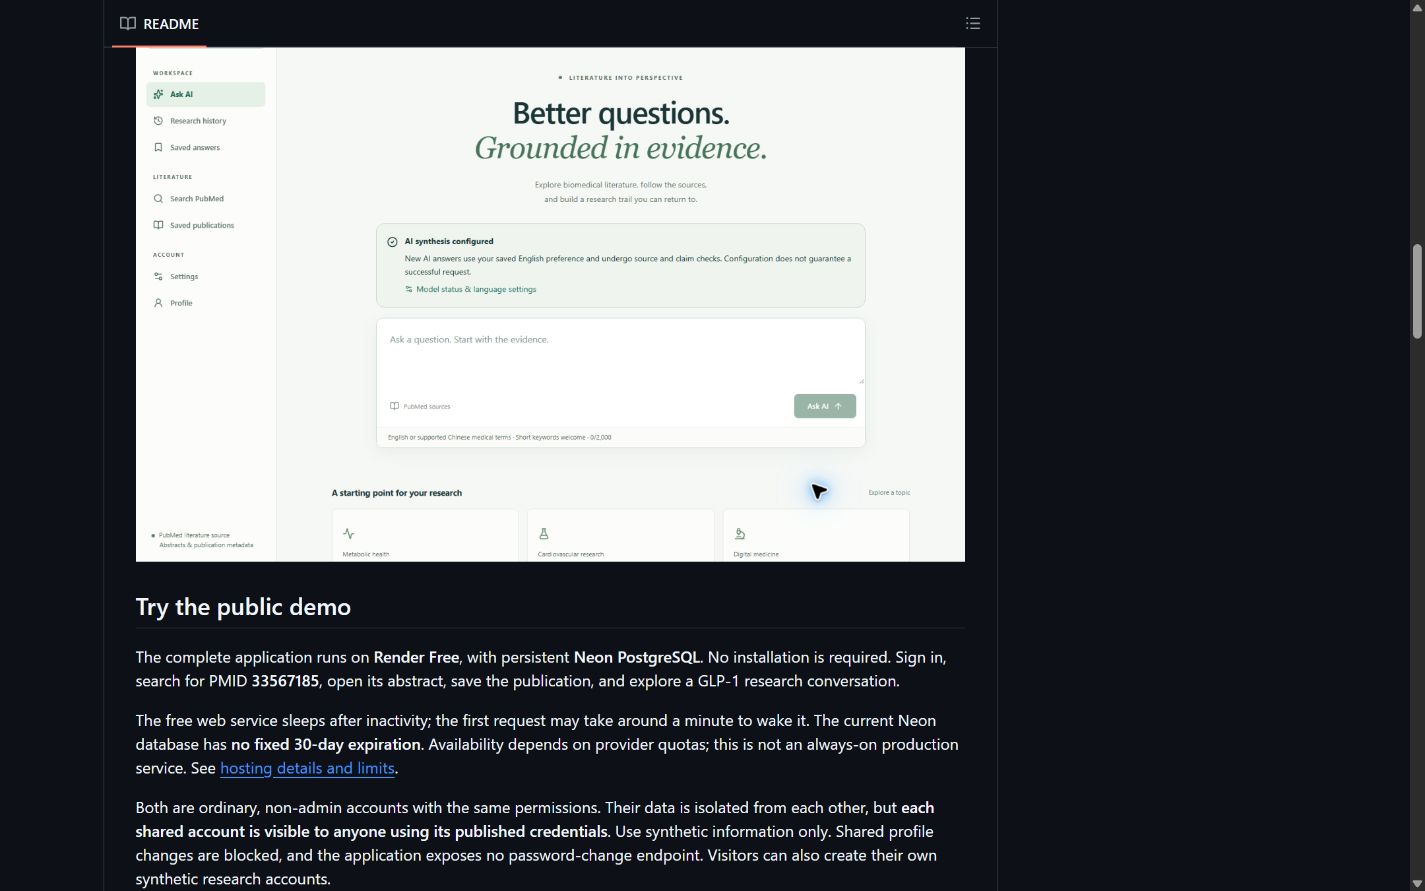 README
WORKSPACE
Ask AI
Research history
Saved answers
LITERATURE
Search PubMed
Saved publications
ACCOUNT
Settings
Profile
PubMed literature source
Abstracts & publication metadata
LITERATURE INTO PERSPECTIVE
Better questions.
Grounded in evidence.
Explore biomedical literature, follow the sources,
and build a research trail you can return to.
AI synthesis configured
New AI answers use your saved English preference and undergo source and claim checks. Configuration does not guarantee a
successful request.
Model status & language settings
Ask a question. Start with the evidence.
PubMed sources
Ask AI
English or supported Chinese medical terms · Short keywords welcome · 0/2,000
A starting point for your research
Explore a topic
Metabolic health
Cardiovascular research
Digital medicine
Try the public demo
The complete application runs on Render Free, with persistent Neon PostgreSQL. No installation is required. Sign in,
search for PMID 33567185, open its abstract, save the publication, and explore a GLP-1 research conversation.
The free web service sleeps after inactivity; the first request may take around a minute to wake it. The current Neon
database has no fixed 30-day expiration. Availability depends on provider quotas; this is not an always-on production
service. See hosting details and limits.
Both are ordinary, non-admin accounts with the same permissions. Their data is isolated from each other, but each
shared account is visible to anyone using its published credentials. Use synthetic information only. Shared profile
changes are blocked, and the application exposes no password-change endpoint. Visitors can also create their own
synthetic research accounts.